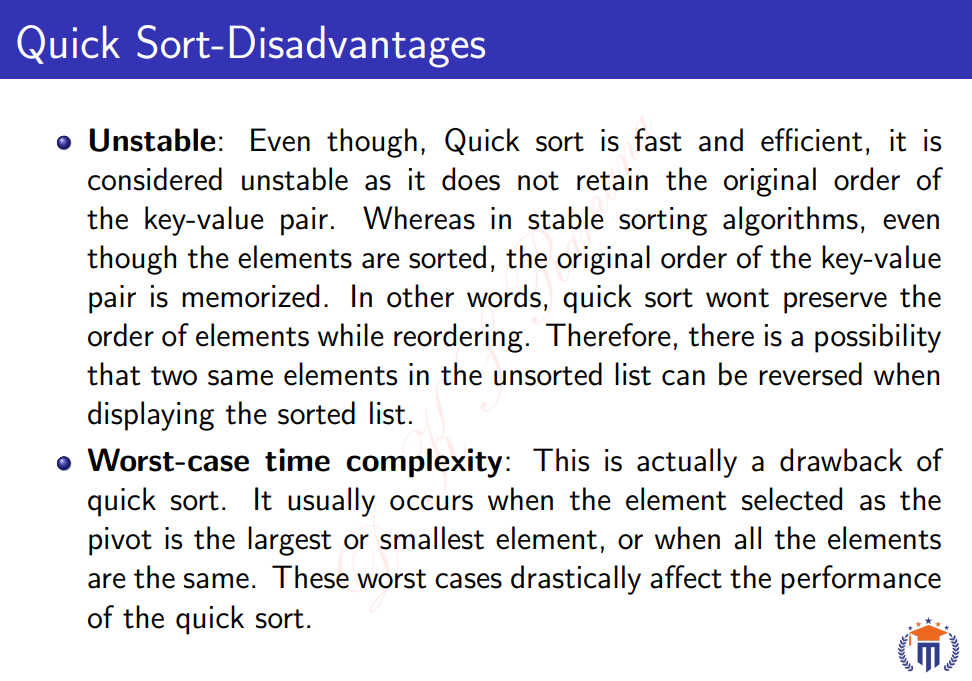 Quick Sort-Disadvantages
Unstable: Even though, Quick sort is fast and efficient, it is
considered unstable as it does not retain the original order of
the key-value pair. Whereas in stable sorting algorithms, even
though the elements are sorted, the original order of the key-value
pair is memorized. In other words, quick sort wont preserve the
order of elements while reordering. Therefore, there is a possibility
that two same elements in the unsorted list can be reversed when
displaying the sorted list.
Worst-case time complexity: This is actually a drawback of
quick sort. It usually occurs when the element selected as the
pivot is the largest or smallest element, or when all the elements
are the same. These worst cases drastically affect the performance
of the quick sort.